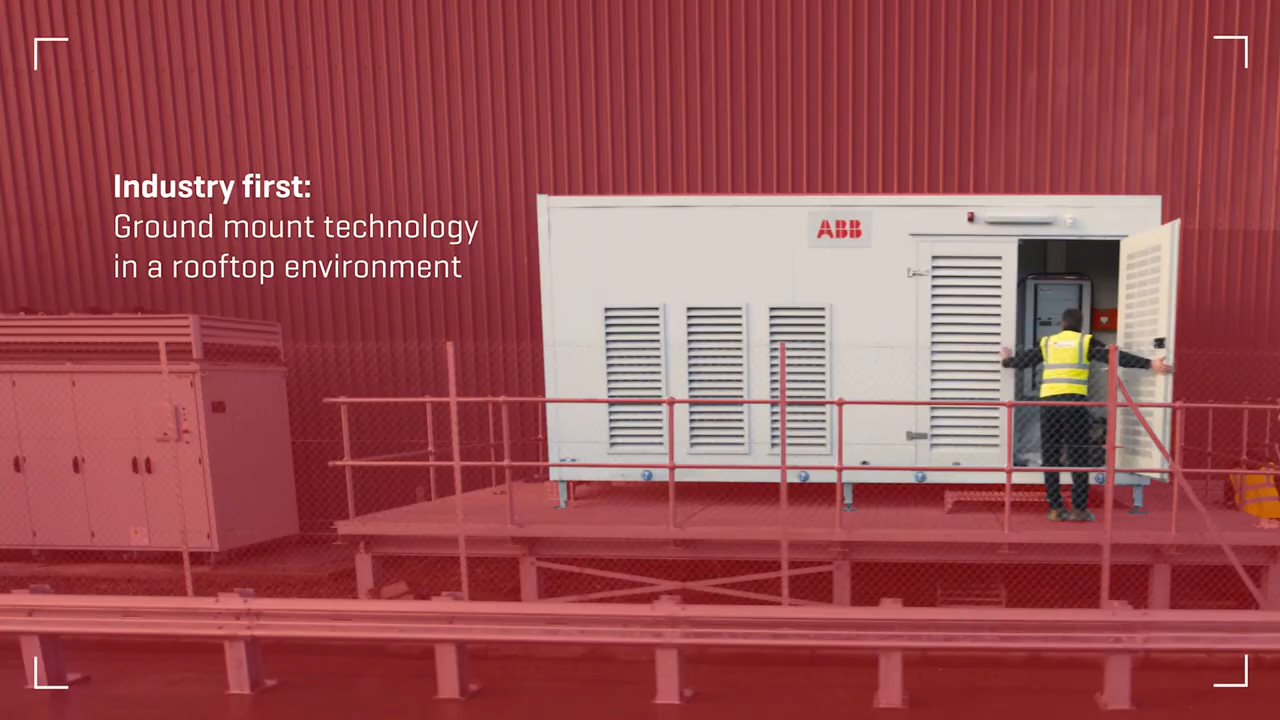 Industry first:
Ground mount technology
in a rooftop environment
ABB